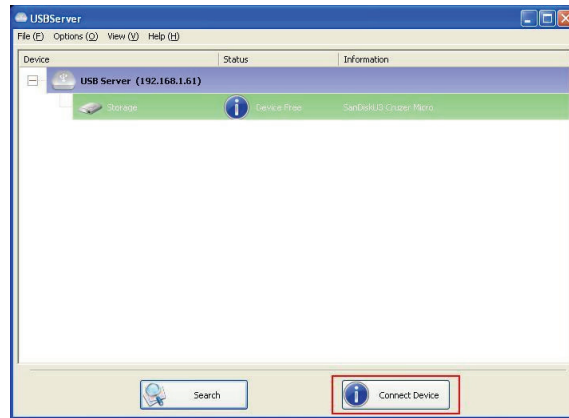 USBServer
File (F) Options (O) View (V) Help (H)
Device Status Information
USB Server (192.168.1.61)
Storage Device Free SanDiskUS Cruzer Micro
Search Connect Device